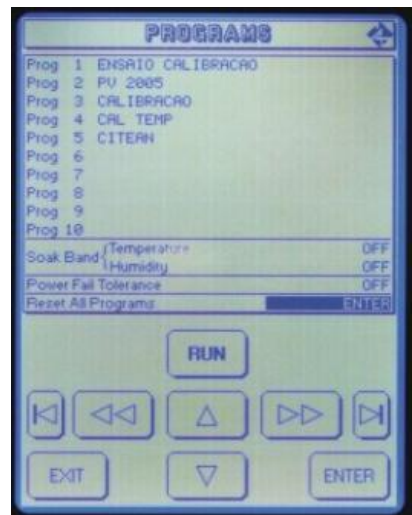 PROGRAMS
Prog 1 ENSAIO CALIBRACAO
Prog 2 PV 2005
Prog 3 CALIBRACAO
Prog 4 CAL TEMP
Prog 5 CITEAN
Prog 6
Prog 7
Prog 8
Prog 9
Prog 10
Soak Band { Temperature OFF
Humidity OFF
Power Fail Tolerance OFF
Reset All Programs ENTER
RUN
EXIT ENTER